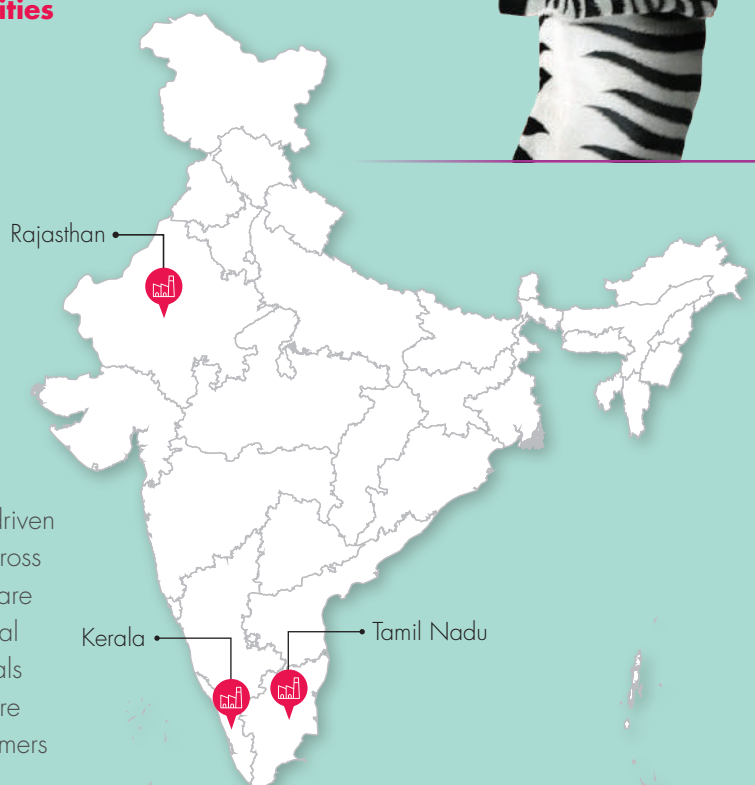 ities
Rajasthan
driven
ross
are
al
Kerala
Tamil Nadu
als
re
mers